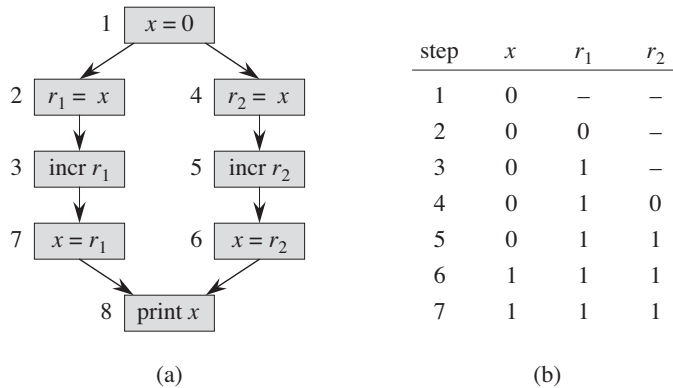 1 x = 0
2 r1 = x 4 r2 = x
3 incr r1 5 incr r2
7 x = r1 6 x = r2
8 print x
(a)
step x r1 r2
1 0 – –
2 0 0 –
3 0 1 –
4 0 1 0
5 0 1 1
6 1 1 1
7 1 1 1
(b)